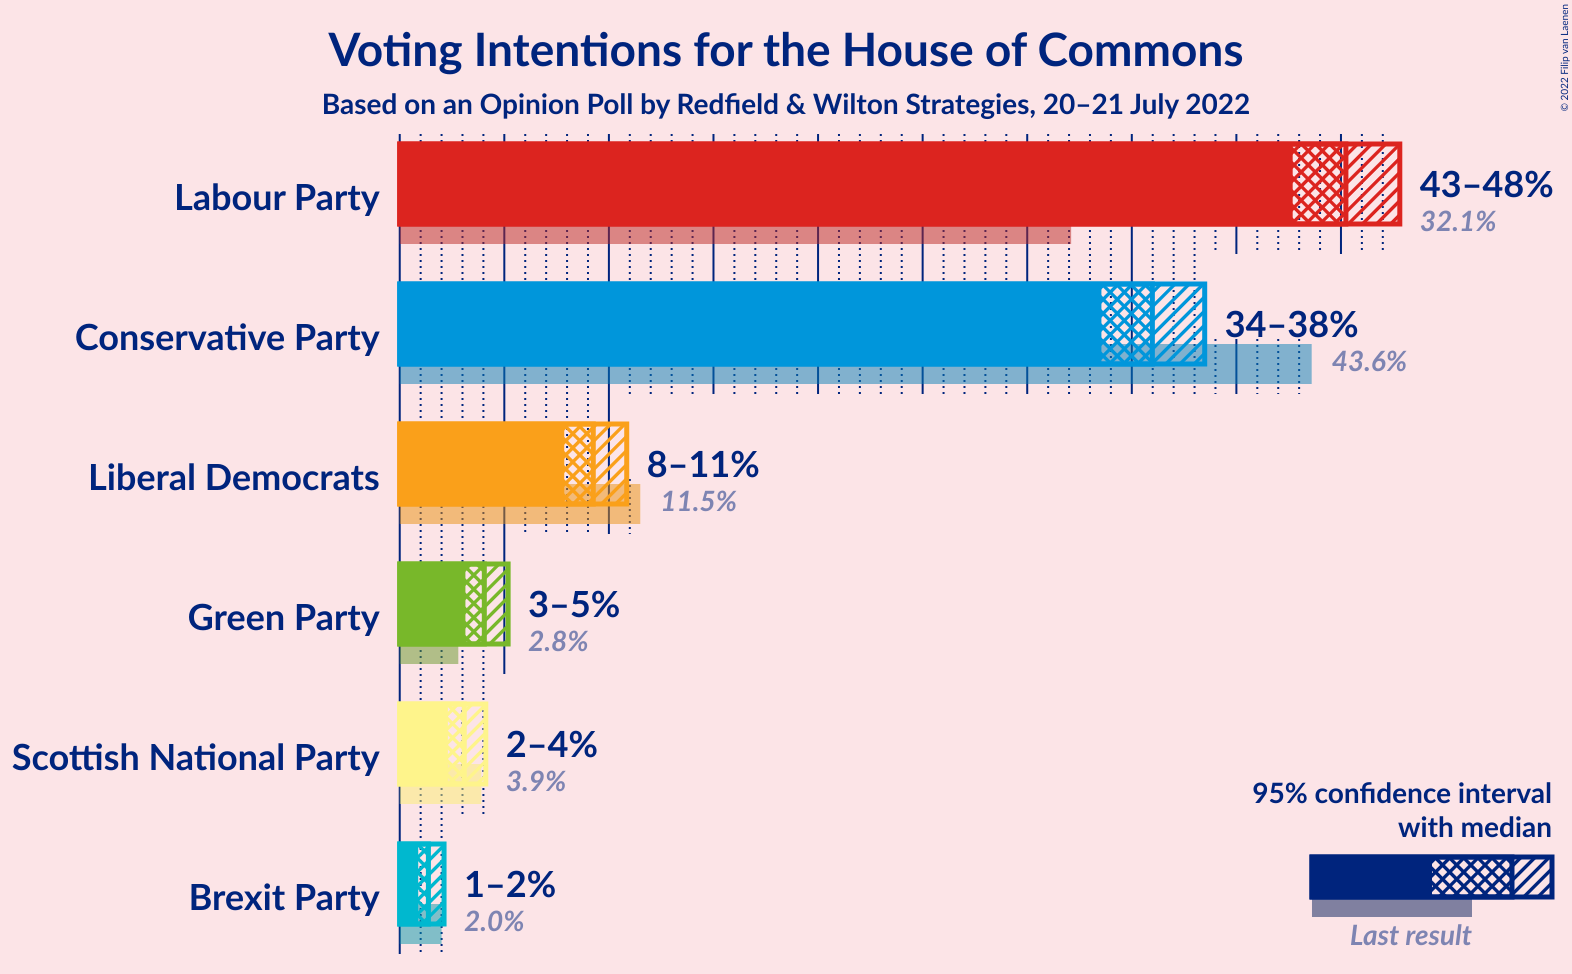 Voting Intentions for the House of Commons
Based on an Opinion Poll by Redfield & Wilton Strategies, 20–21 July 2022
© 2022 Filip van Laenen
Labour Party
43–48%
32.1%
Conservative Party
34–38%
43.6%
Liberal Democrats
8–11%
11.5%
Green Party
3–5%
2.8%
Scottish National Party
2–4%
3.9%
Brexit Party
1–2%
2.0%
95% confidence interval
with median
Last result